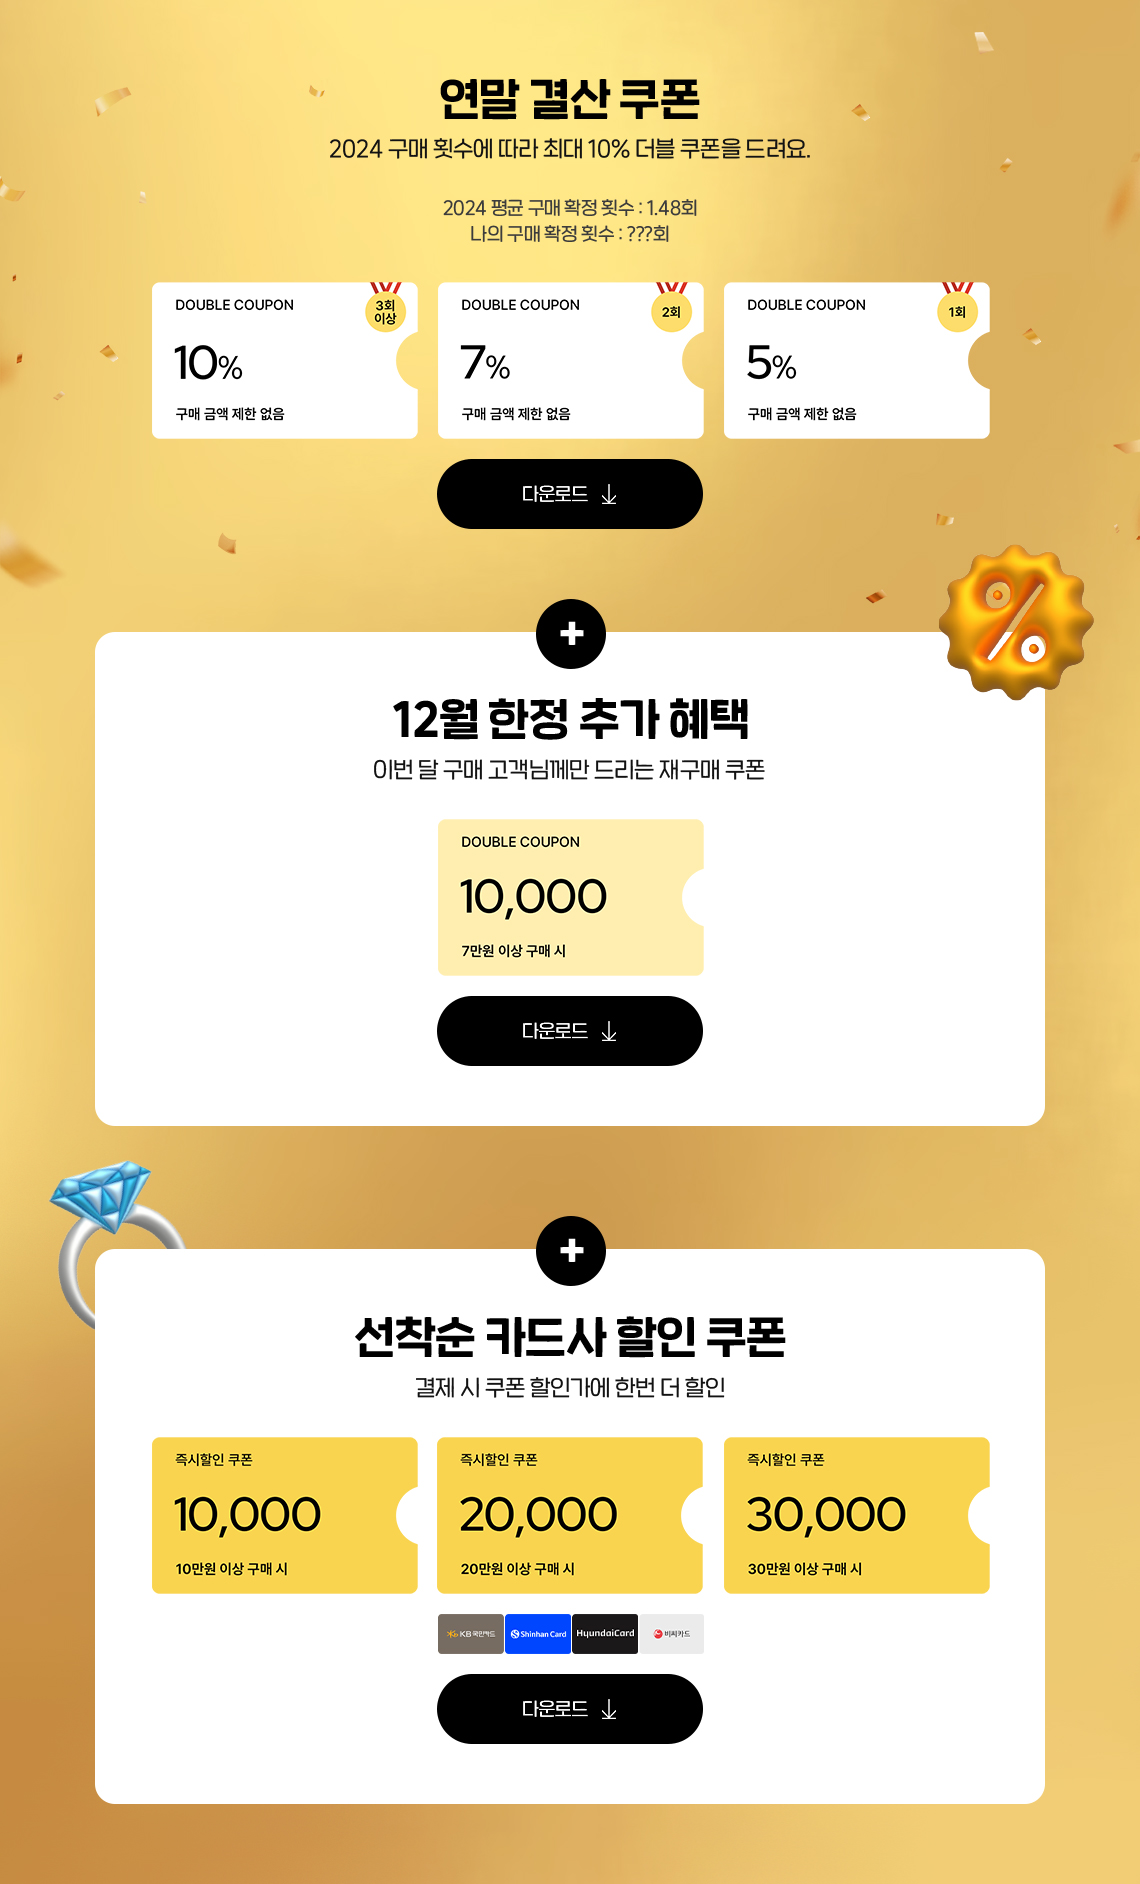 연말 결산 쿠폰
2024 구매 횟수에 따라 최대 10% 더블 쿠폰을 드려요.
2024 평균 구매 확정 횟수 : 1.48회
나의 구매 확정 횟수 : ???회
DOUBLE COUPON
3회
이상
10%
구매 금액 제한 없음
DOUBLE COUPON
2회
7%
구매 금액 제한 없음
DOUBLE COUPON
1회
5%
구매 금액 제한 없음
다운로드
%
12월 한정 추가 혜택
이번 달 구매 고객님께만 드리는 재구매 쿠폰
DOUBLE COUPON
10,000
7만원 이상 구매 시
다운로드
선착순 카드사 할인 쿠폰
결제 시 쿠폰 할인가에 한번 더 할인
즉시할인 쿠폰
10,000
10만원 이상 구매 시
즉시할인 쿠폰
20,000
20만원 이상 구매 시
즉시할인 쿠폰
30,000
30만원 이상 구매 시
KB 국민카드
Shinhan Card
HyundaiCard
비씨카드
다운로드